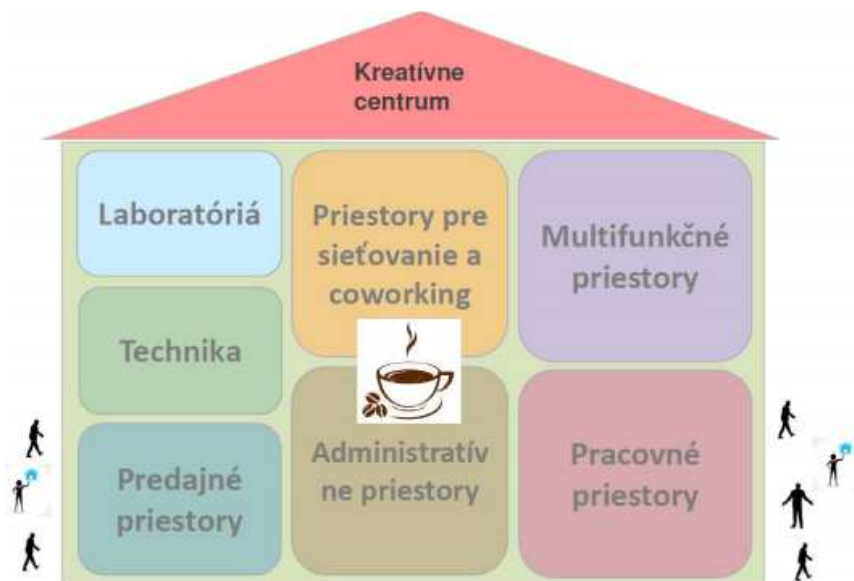 Kreatívne
centrum
Laboratóriá
Priestory pre
sieťovanie a
coworking
Multifunkčné
priestory
Technika
Predajné
priestory
Administratív
ne priestory
Pracovné
priestory